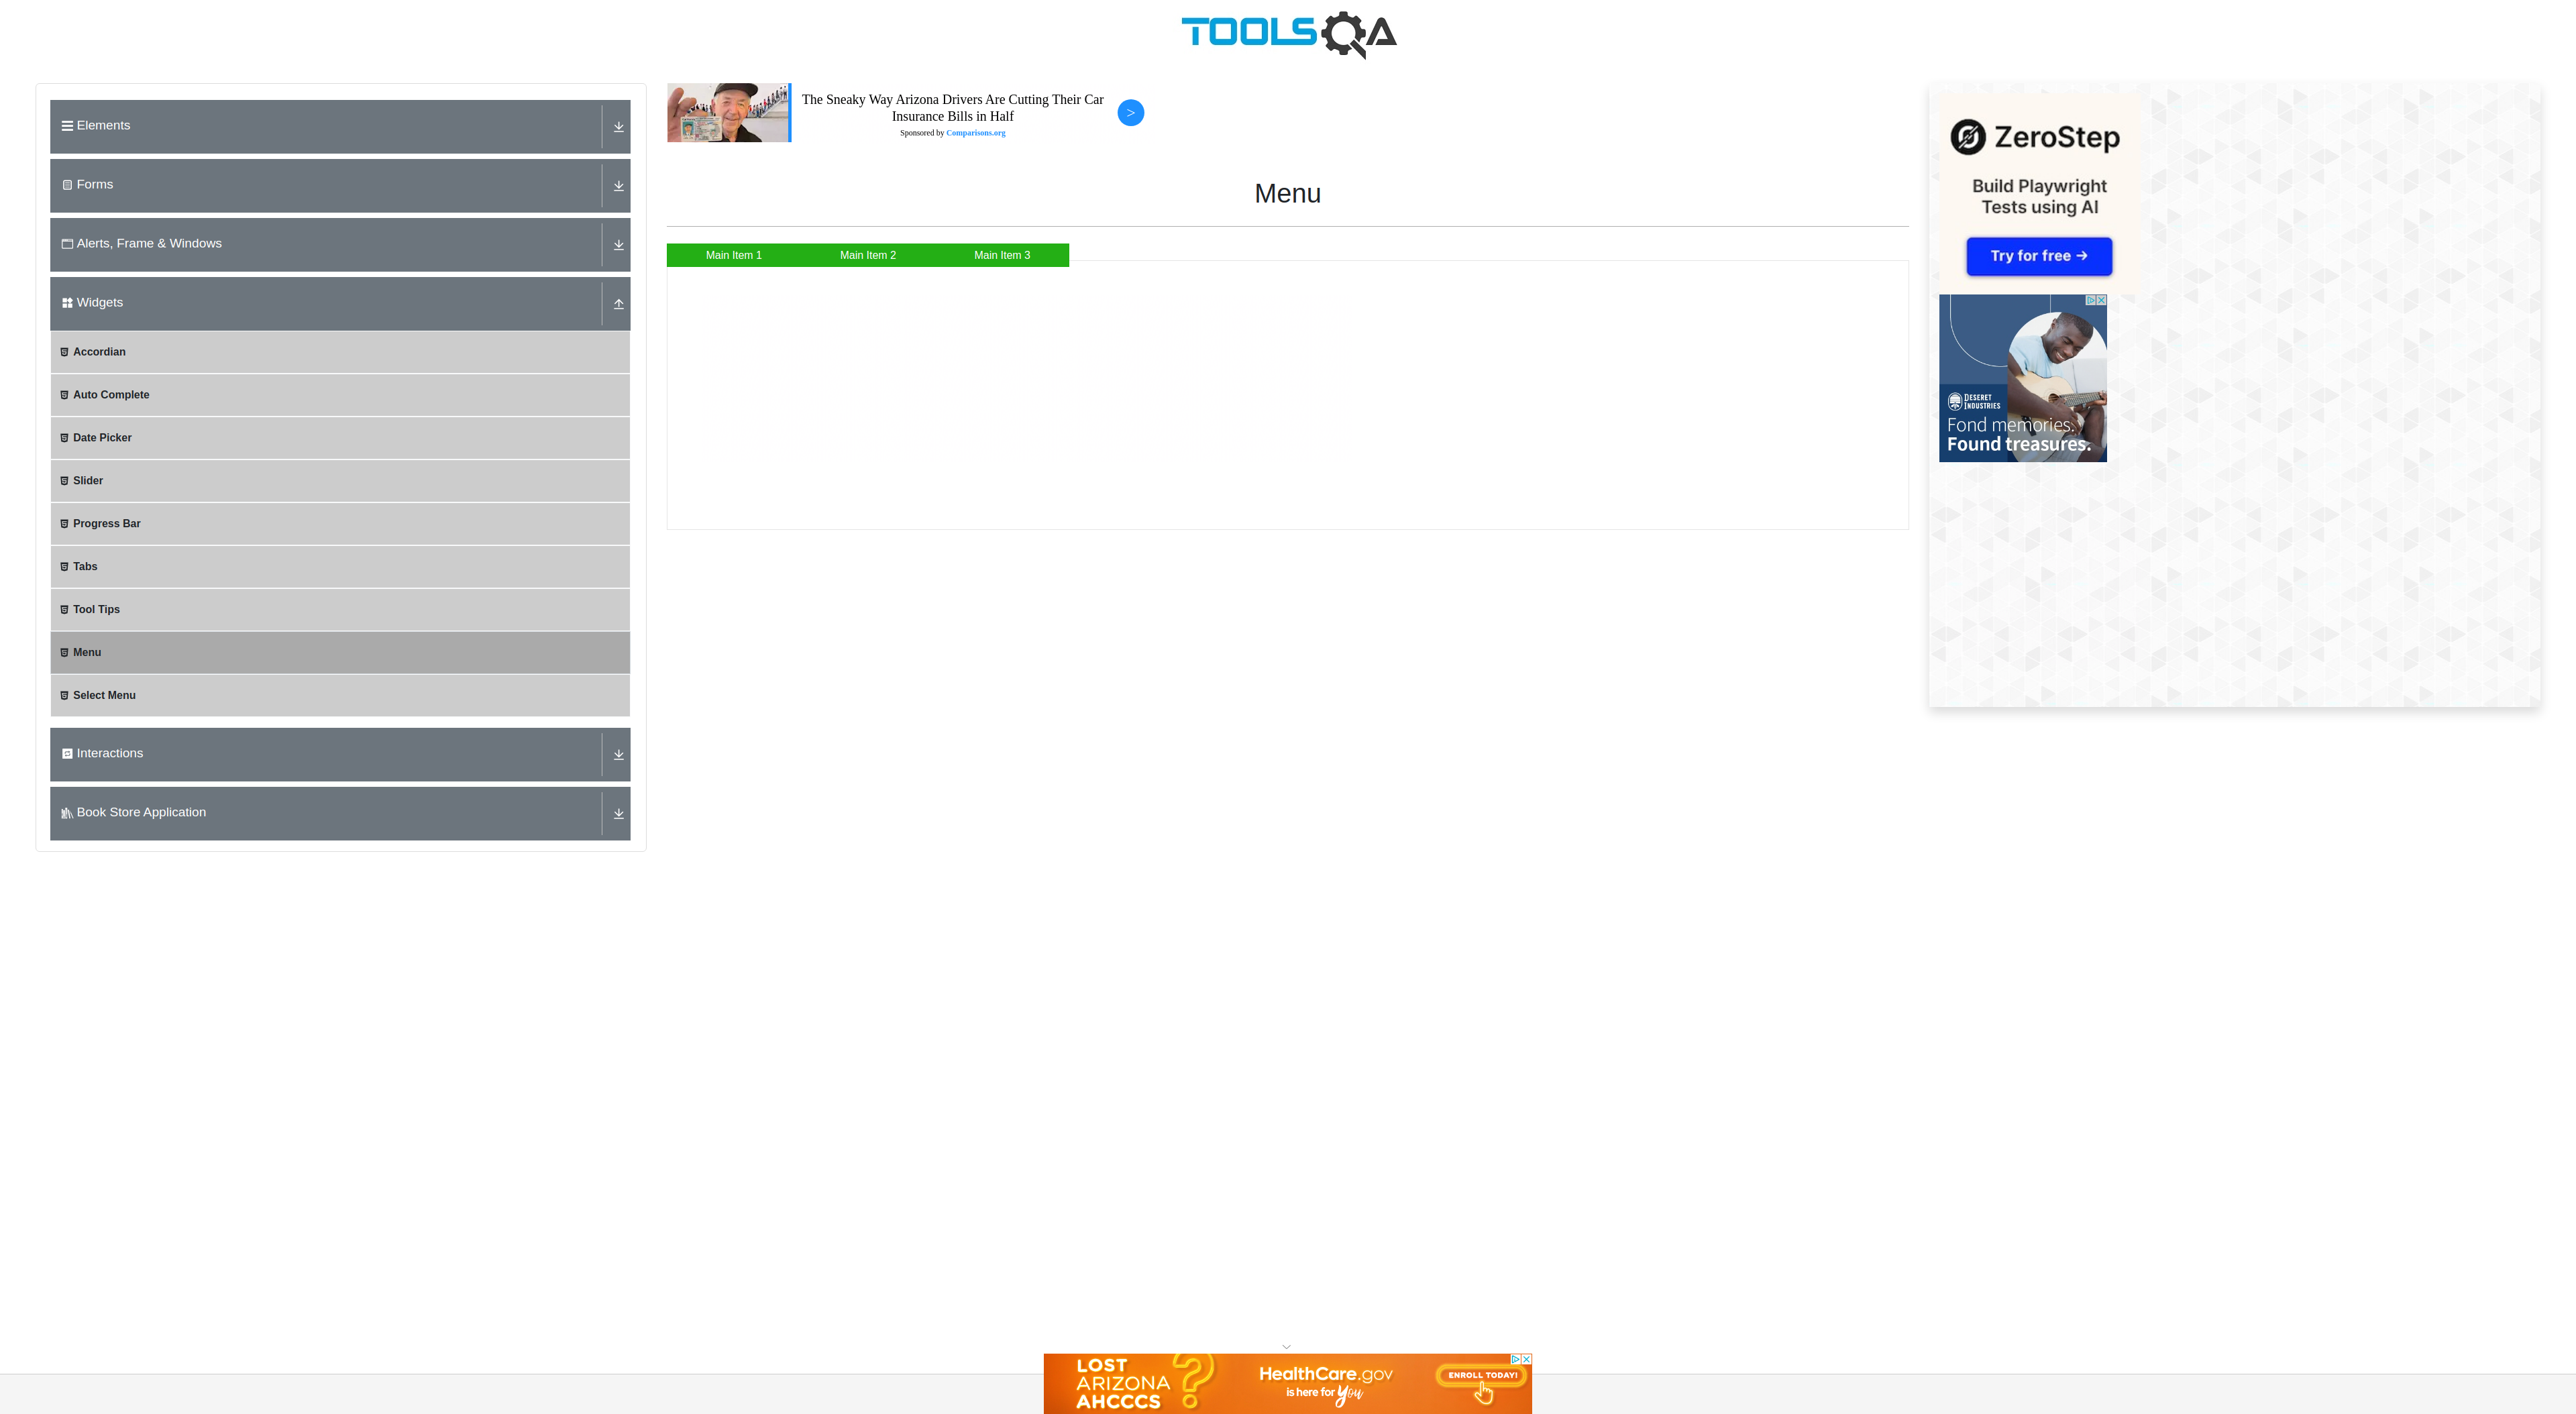 TOOLSQA
Elements
Forms
Alerts, Frame & Windows
Widgets
Accordian
Auto Complete
Date Picker
Slider
Progress Bar
Tabs
Tool Tips
Menu
Select Menu
Interactions
Book Store Application
The Sneaky Way Arizona Drivers Are Cutting Their Car
Insurance Bills in Half
Sponsored by Comparisons.org
>
Menu
Main Item 1
Main Item 2
Main Item 3
ZeroStep
Build Playwright
Tests using AI
Try for free →
DESERET
INDUSTRIES
Fond memories.
Found treasures.
LOST
ARIZONA
AHCCCS
?
HealthCare.gov
is here for you
ENROLL TODAY!